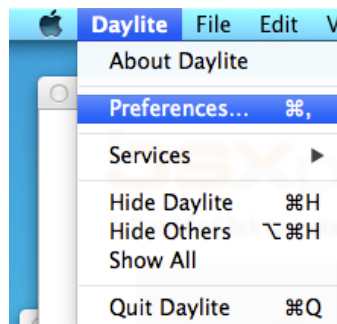 Daylite File Edit V
About Daylite
Preferences... ⌘,
Services ▶
Hide Daylite ⌘H
Hide Others ⌥⌘H
Show All
Quit Daylite ⌘Q